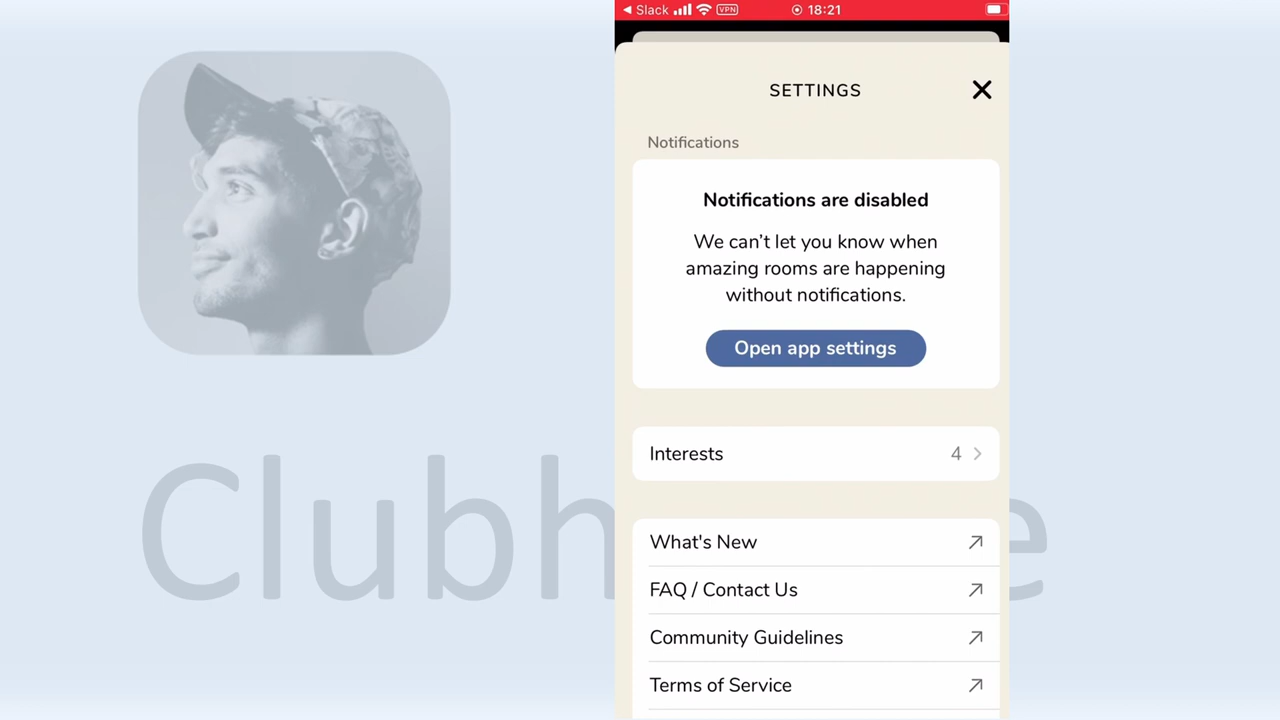 Slack VPN 18:21
SETTINGS
Notifications
Notifications are disabled
We can’t let you know when
amazing rooms are happening
without notifications.
Open app settings
Interests 4
What's New
FAQ / Contact Us
Community Guidelines
Terms of Service